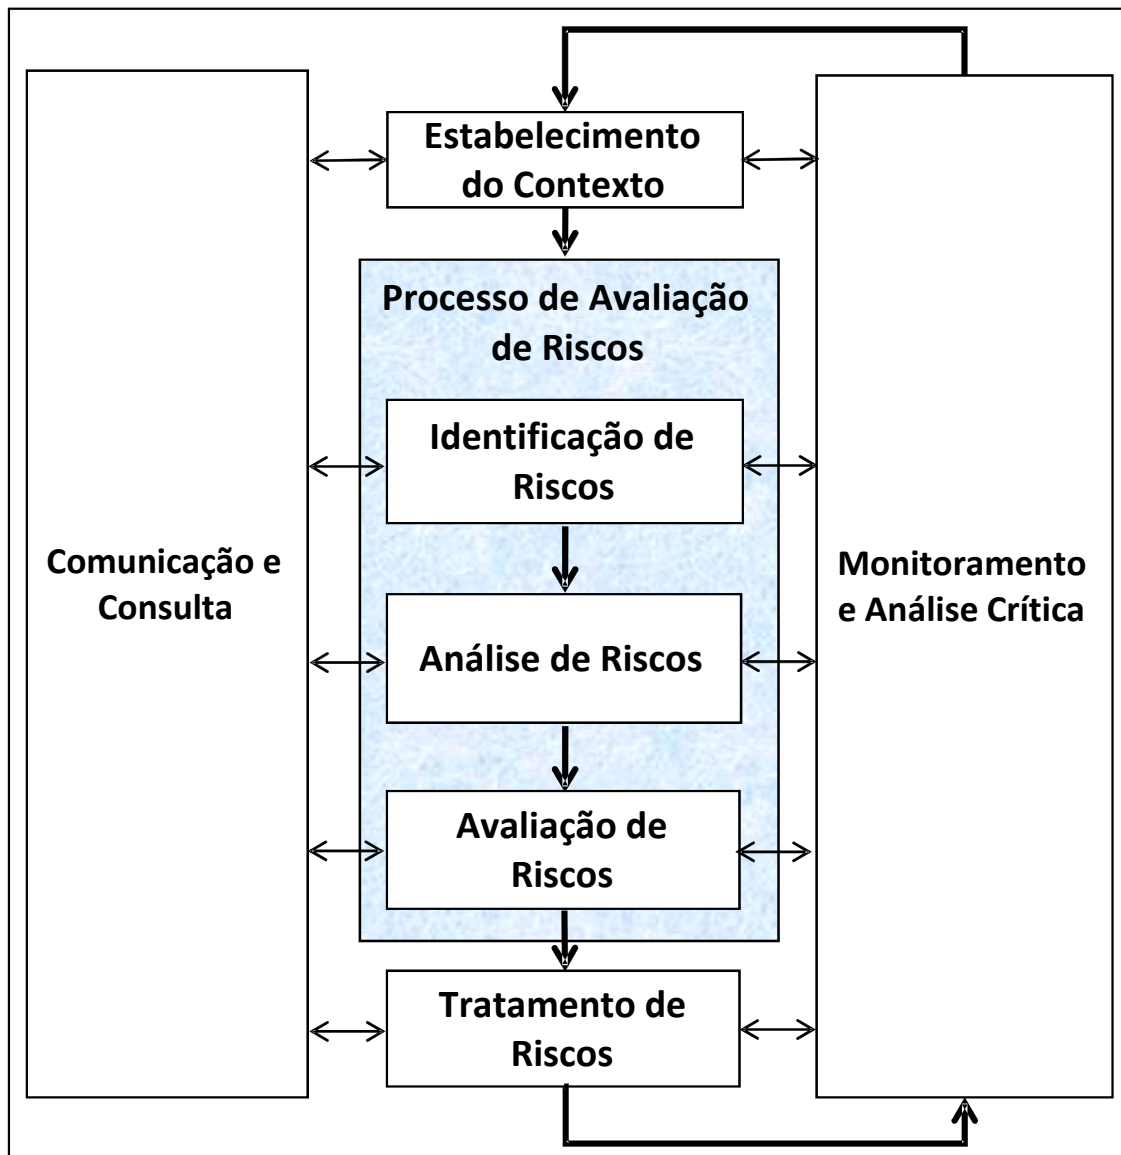 Estabelecimento
do Contexto
Processo de Avaliação
de Riscos
Identificação de
Riscos
Comunicação e
Consulta
Monitoramento
e Análise Crítica
Análise de Riscos
Avaliação de
Riscos
Tratamento de
Riscos